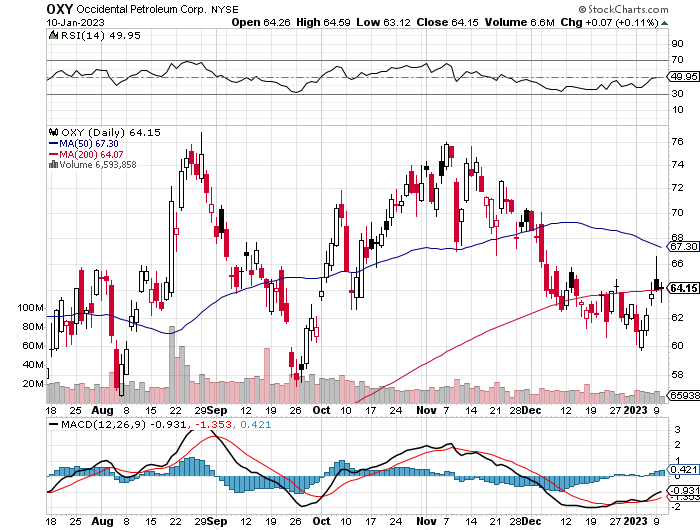 OXY Occidental Petroleum Corp. NYSE © StockCharts.com
10-Jan-2023 Open 64.26 High 64.59 Low 63.12 Close 64.15 Volume 6.6M Chg +0.07 (+0.11%)
RSI(14) 49.95
90
70
49.95
30
10
OXY (Daily) 64.15
MA(50) 67.30
MA(200) 64.07
Volume 6,593,858
76
74
72
70
68
67.30
66
64.15
62
60
58
100M
80M
60M
40M
20M
65938
18 25 Aug 8 15 22 29 Sep 12 19 26 Oct 10 17 24 Nov 7 14 21 28 Dec 12 19 27 2023 9
MACD(12,26,9) -0.931, -1.353, 0.421
3
2
1
0.421
-0.931
-2
18 25 Aug 8 15 22 29 Sep 12 19 26 Oct 10 17 24 Nov 7 14 21 28 Dec 12 19 27 2023 9